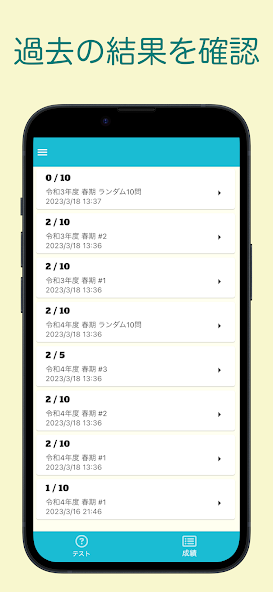 過去の結果を確認
0 / 10
令和3年度 春期 ランダム10問
2023/3/18 13:37
2 / 10
令和3年度 春期 #2
2023/3/18 13:36
2 / 10
令和3年度 春期 #1
2023/3/18 13:36
2 / 10
令和4年度 春期 ランダム10問
2023/3/18 13:36
2 / 5
令和4年度 春期 #3
2023/3/18 13:36
2 / 10
令和4年度 春期 #2
2023/3/18 13:36
2 / 10
令和4年度 春期 #1
2023/3/18 13:36
1 / 10
令和4年度 春期 #1
2023/3/16 21:46
テスト
成績